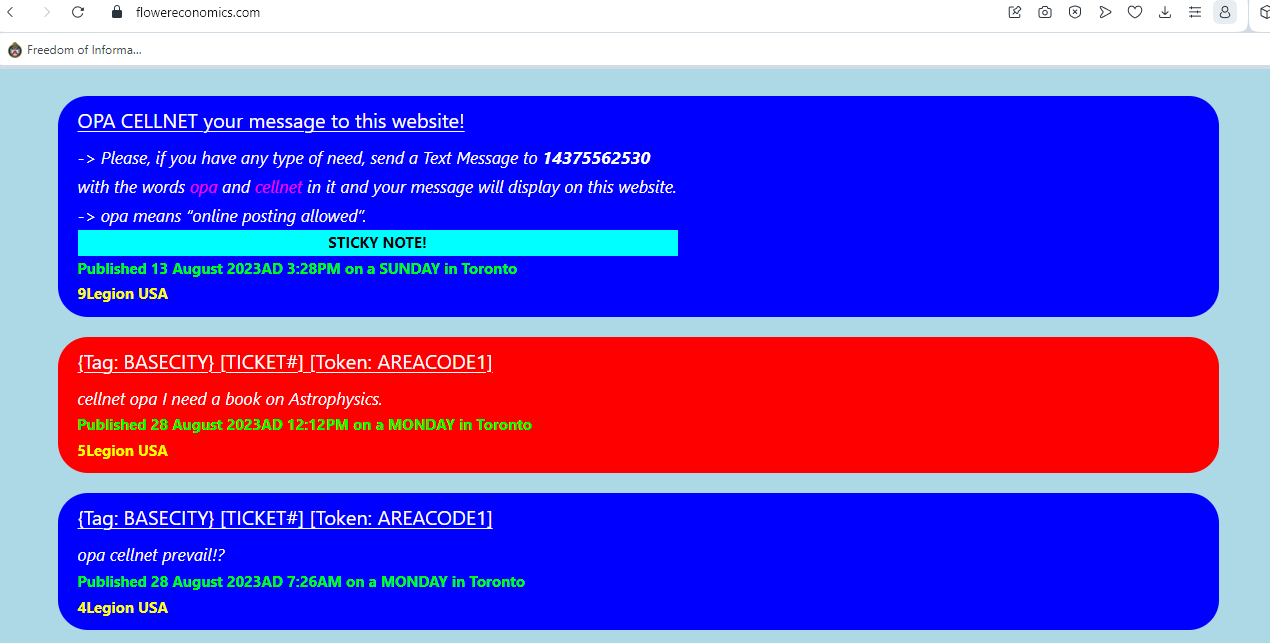 flowereconomics.com
Freedom of Informa...
OPA CELLNET your message to this website!
-> Please, if you have any type of need, send a Text Message to 14375562530
with the words opa and cellnet in it and your message will display on this website.
-> opa means “online posting allowed”.
STICKY NOTE!
Published 13 August 2023AD 3:28PM on a SUNDAY in Toronto
9Legion USA
{Tag: BASECITY} [TICKET#] [Token: AREACODE1]
cellnet opa I need a book on Astrophysics.
Published 28 August 2023AD 12:12PM on a MONDAY in Toronto
5Legion USA
{Tag: BASECITY} [TICKET#] [Token: AREACODE1]
opa cellnet prevail!?
Published 28 August 2023AD 7:26AM on a MONDAY in Toronto
4Legion USA